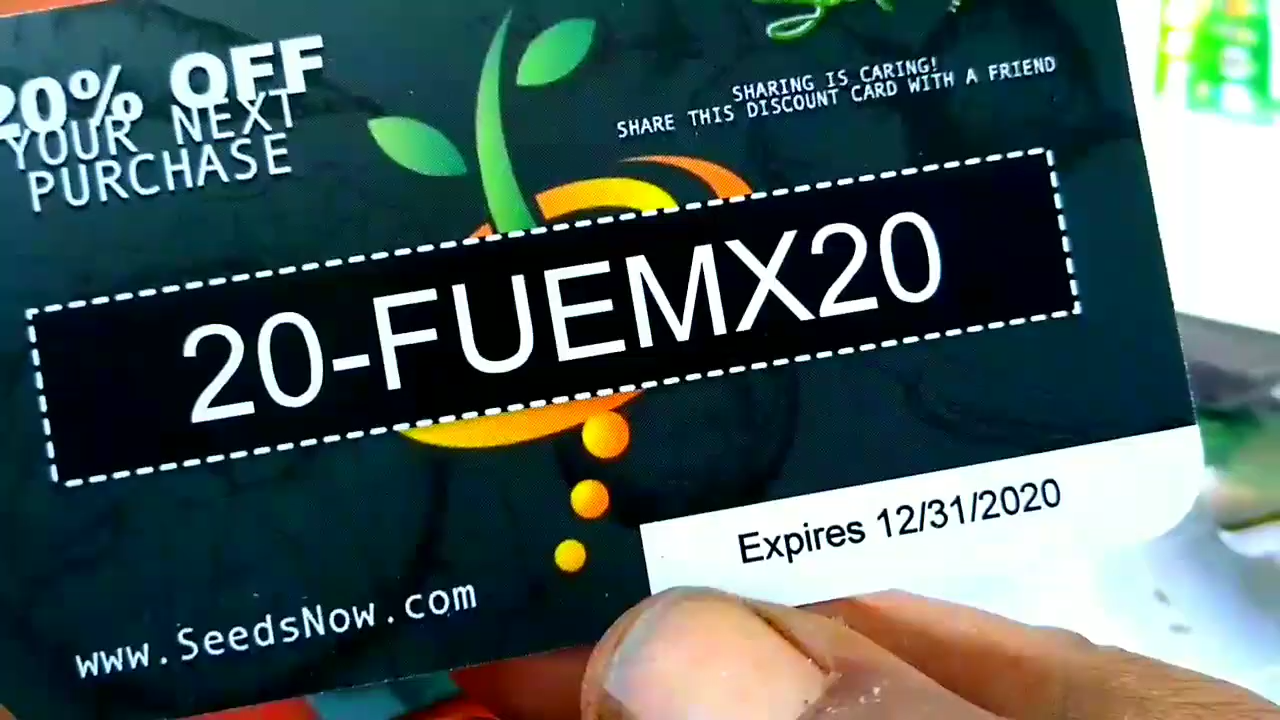 20% OFF
YOUR NEXT
PURCHASE
SHARING IS CARING!
SHARE THIS DISCOUNT CARD WITH A FRIEND
20-FUEMX20
Expires 12/31/2020
www.SeedsNow.com